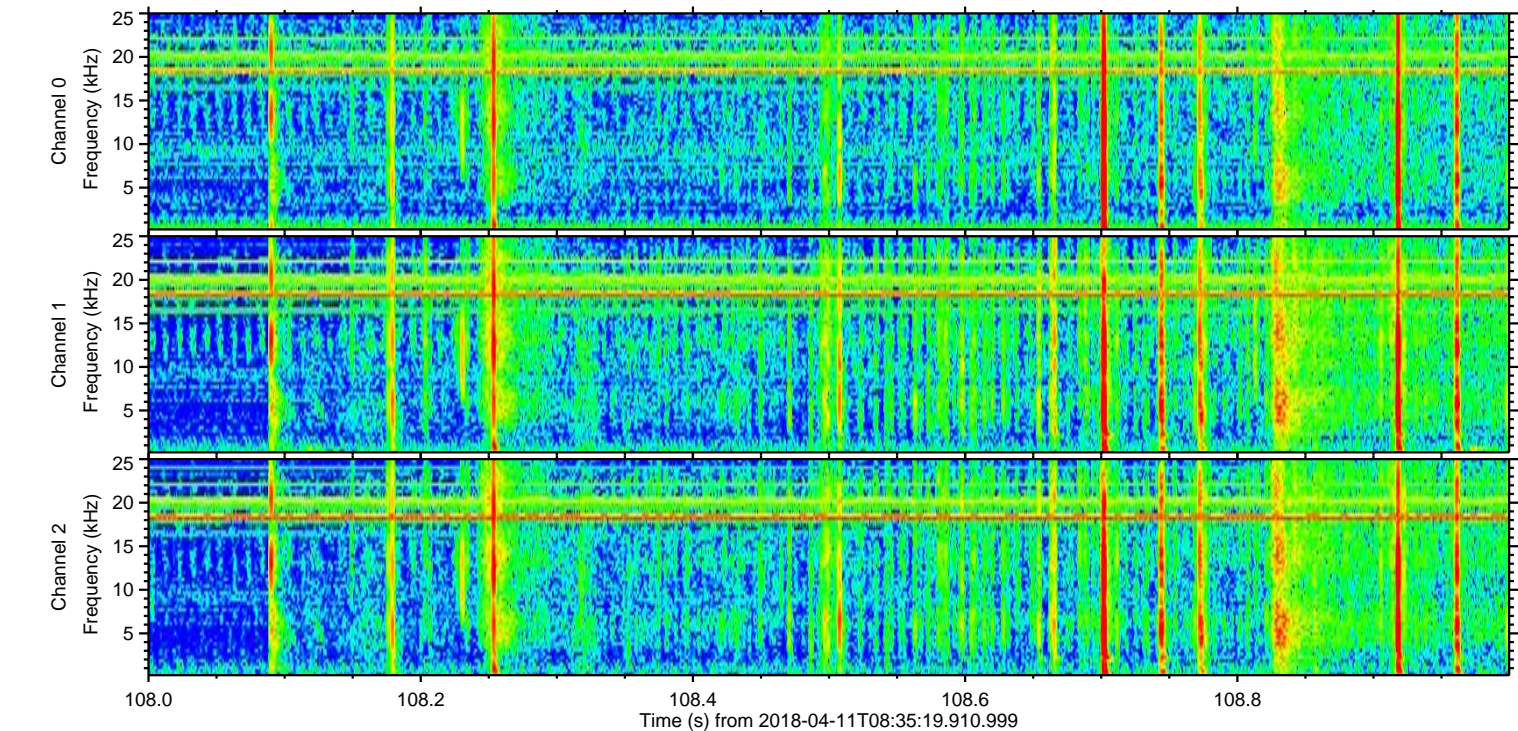 Channel 0
Frequency (kHz)
25
20
15
10
5
Channel 1
Frequency (kHz)
25
20
15
10
5
Channel 2
Frequency (kHz)
25
20
15
10
5
108.0 108.2 108.4 108.6 108.8
Time (s) from 2018-04-11T08:35:19.910.999